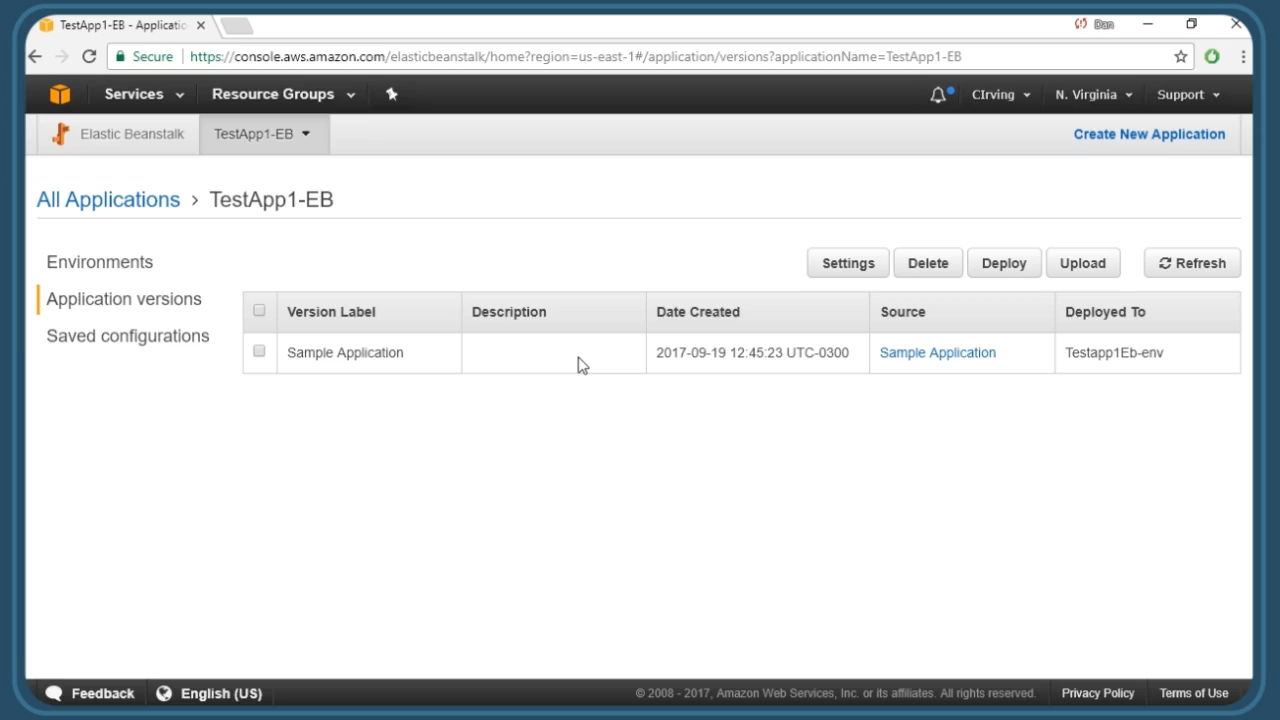 TestApp1-EB - Applicatio
Dan
Secure https://console.aws.amazon.com/elasticbeanstalk/home?region=us-east-1#/application/versions?applicationName=TestApp1-EB
Services Resource Groups CIrving N. Virginia Support
Elastic Beanstalk TestApp1-EB Create New Application
All Applications > TestApp1-EB
Environments
Application versions
Saved configurations
Settings Delete Deploy Upload Refresh
Version Label Description Date Created Source Deployed To
Sample Application 2017-09-19 12:45:23 UTC-0300 Sample Application Testapp1Eb-env
Feedback English (US) © 2008 - 2017, Amazon Web Services, Inc. or its affiliates. All rights reserved. Privacy Policy Terms of Use